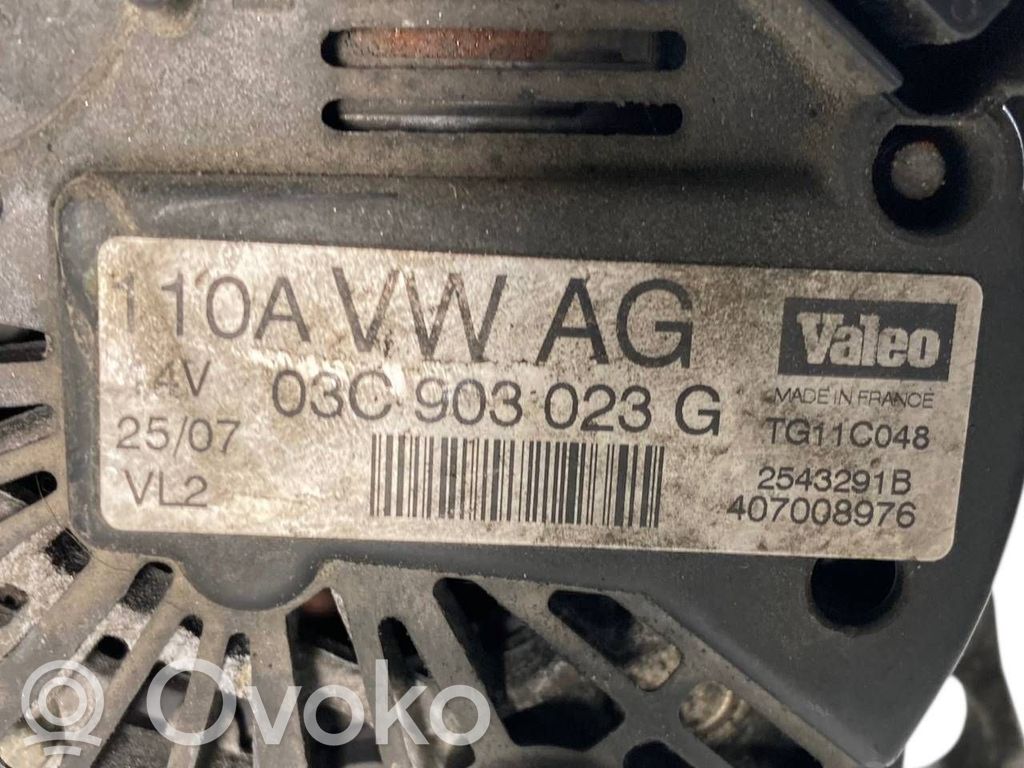 110A VW AG
4V
03C 903 023 G
25/07
VL2
Valeo
MADE IN FRANCE
TG11C048
2543291B
407008976
Ovoko